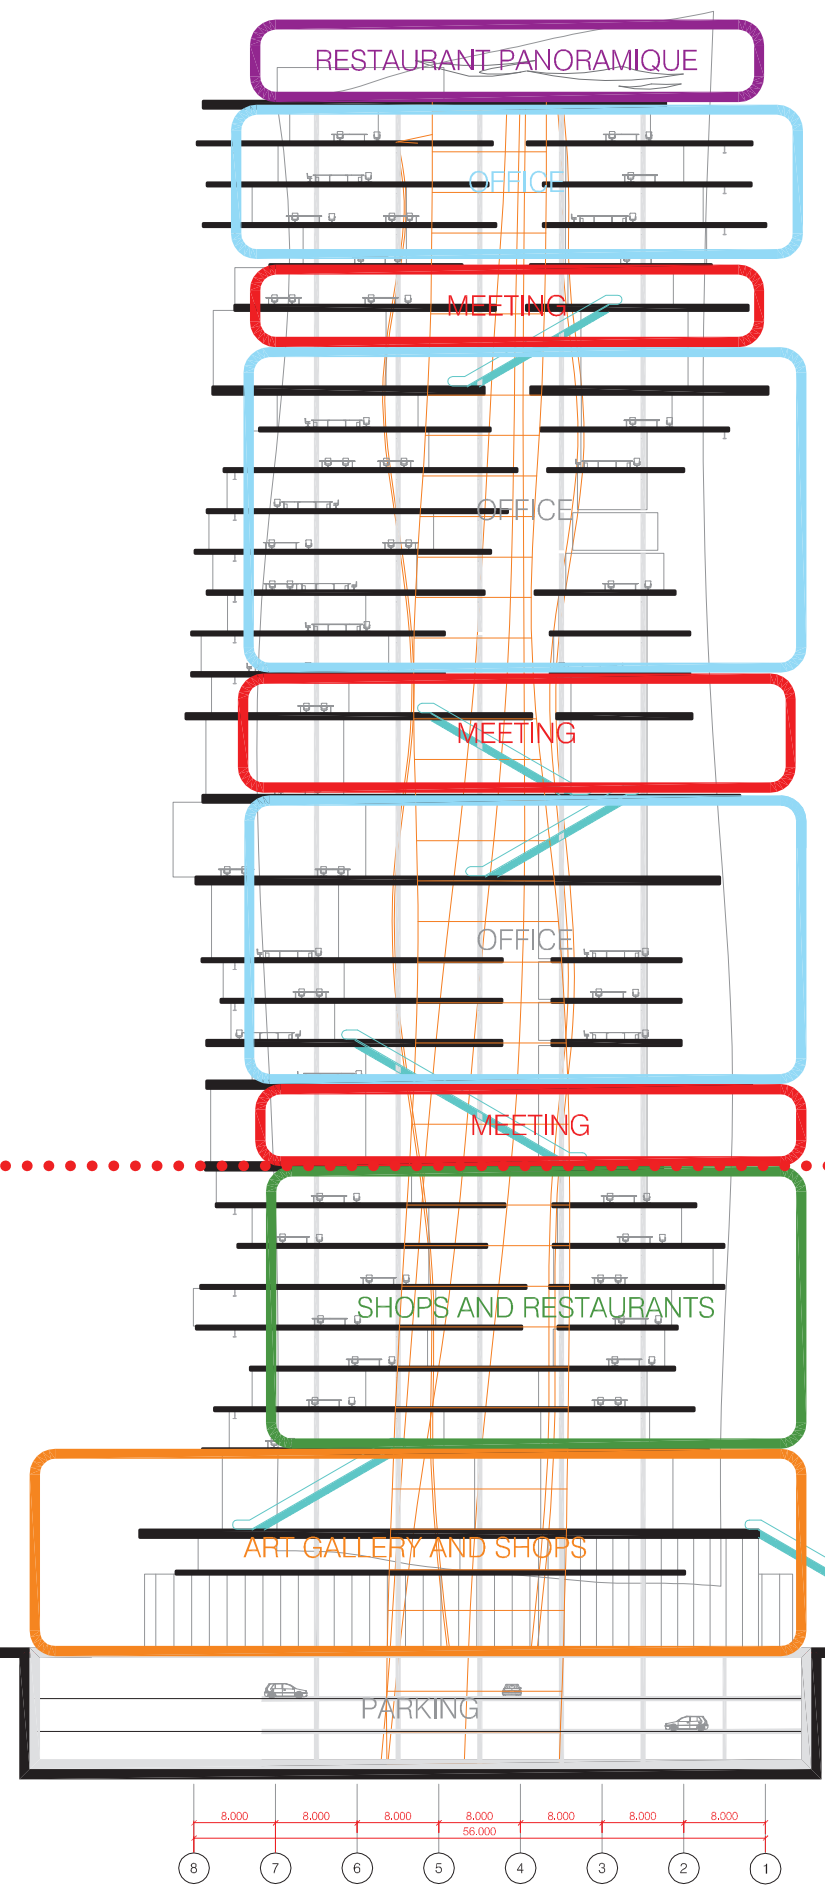 RESTAURANT PANORAMIQUE
OFFICE
MEETING
OFFICE
MEETING
OFFICE
MEETING
SHOPS AND RESTAURANTS
ART GALLERY AND SHOPS
PARKING
8.000 8.000 8.000 8.000 8.000 8.000 8.000
56.000
8 7 6 5 4 3 2 1